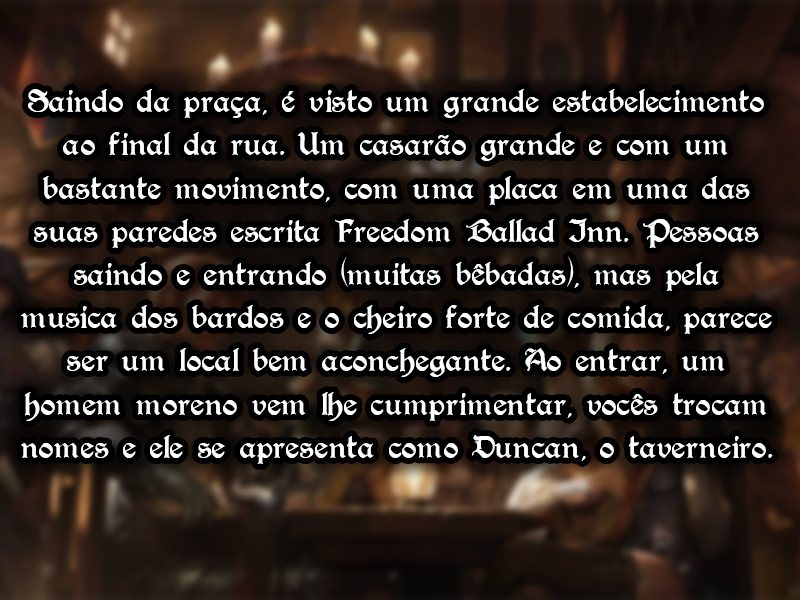 Saindo da praça, é visto um grande estabelecimento
ao final da rua. Um casarão grande e com um
bastante movimento, com uma placa em uma das
suas paredes escrita Freedom Ballad Inn. Pessoas
saindo e entrando (muitas bêbadas), mas pela
musica dos bardos e o cheiro forte de comida, parece
ser um local bem aconchegante. Ao entrar, um
homem moreno vem lhe cumprimentar, vocês trocam
nomes e ele se apresenta como Duncan, o taverneiro.